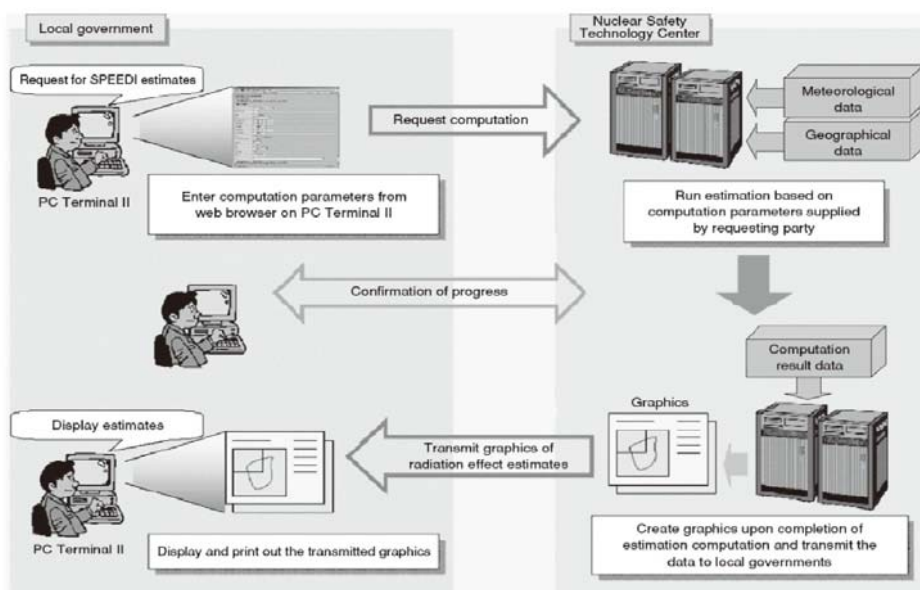 Local government
Nuclear Safety
Technology Center
Request for SPEEDI estimates
PC Terminal II
Enter computation parameters from
web browser on PC Terminal II
Request computation
Meteorological
data
Geographical
data
Run estimation based on
computation parameters supplied
by requesting party
Confirmation of progress
Computation
result data
Display estimates
PC Terminal II
Display and print out the transmitted graphics
Transmit graphics of
radiation effect estimates
Graphics
Create graphics upon completion of
estimation computation and transmit the
data to local governments